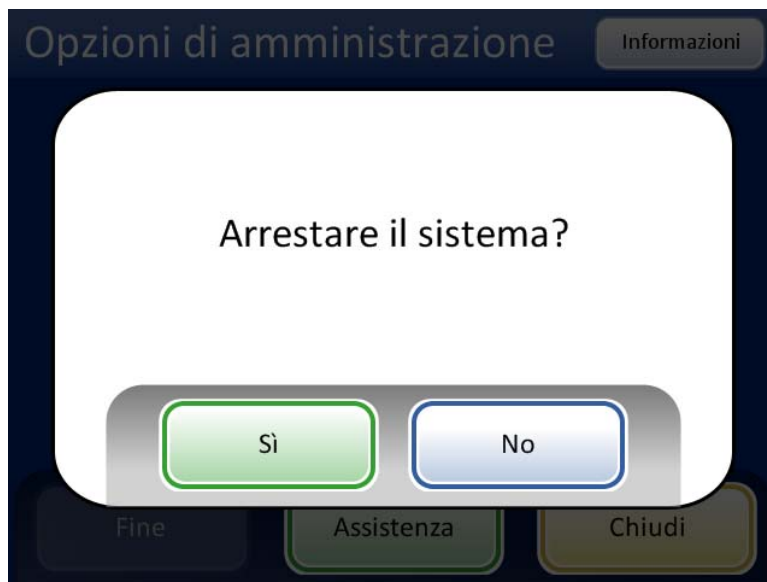 Opzioni di amministrazione
Informazioni
Arrestare il sistema?
Sì
No
Fine
Assistenza
Chiudi